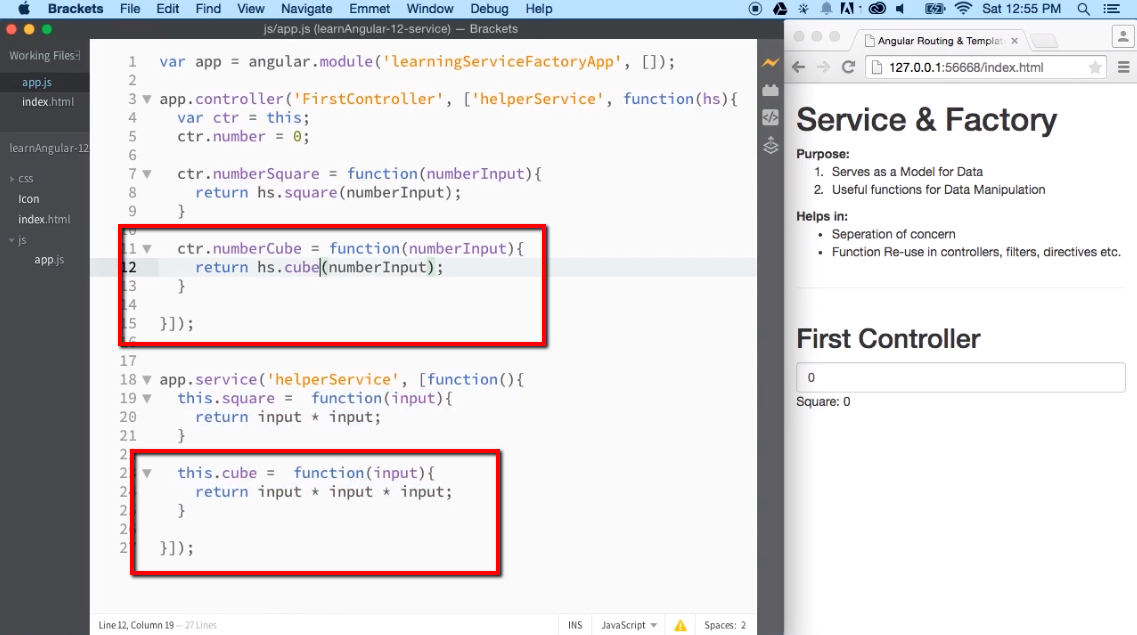 Brackets File Edit Find View Navigate Emmet Window Debug Help
Sat 12:55 PM
js/app.js (learnAngular-12-service) — Brackets
Working Files
app.js
index.html
learnAngular-12
css
Icon
index.html
js
app.js
1 var app = angular.module('learningServiceFactoryApp', []);
2
3 app.controller('FirstController', ['helperService', function(hs){
4 var ctr = this;
5 ctr.number = 0;
6
7 ctr.numberSquare = function(numberInput){
8 return hs.square(numberInput);
9 }
10
11 ctr.numberCube = function(numberInput){
12 return hs.cube(numberInput);
13 }
14
15 }]);
16
17
18 app.service('helperService', [function(){
19 this.square = function(input){
20 return input * input;
21 }
22
23 this.cube = function(input){
24 return input * input * input;
25 }
26
27 }]);
Line 12, Column 19 — 27 Lines
INS JavaScript Spaces: 2
Angular Routing & Templat
127.0.0.1:56668/index.html
Service & Factory
Purpose:
1. Serves as a Model for Data
2. Useful functions for Data Manipulation
Helps in:
• Seperation of concern
• Function Re-use in controllers, filters, directives etc.
First Controller
0
Square: 0